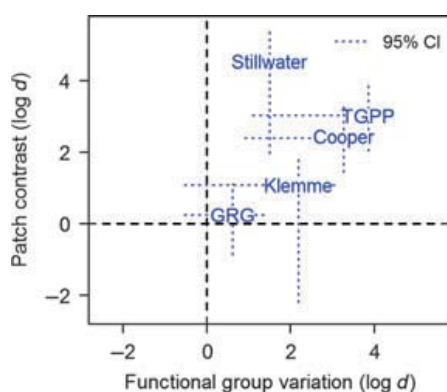 95% CI
Stillwater
4
TGPP
Cooper
2
Klemme
GRG
0
−2
−2 0 2 4
Patch contrast (log d)
Functional group variation (log d)